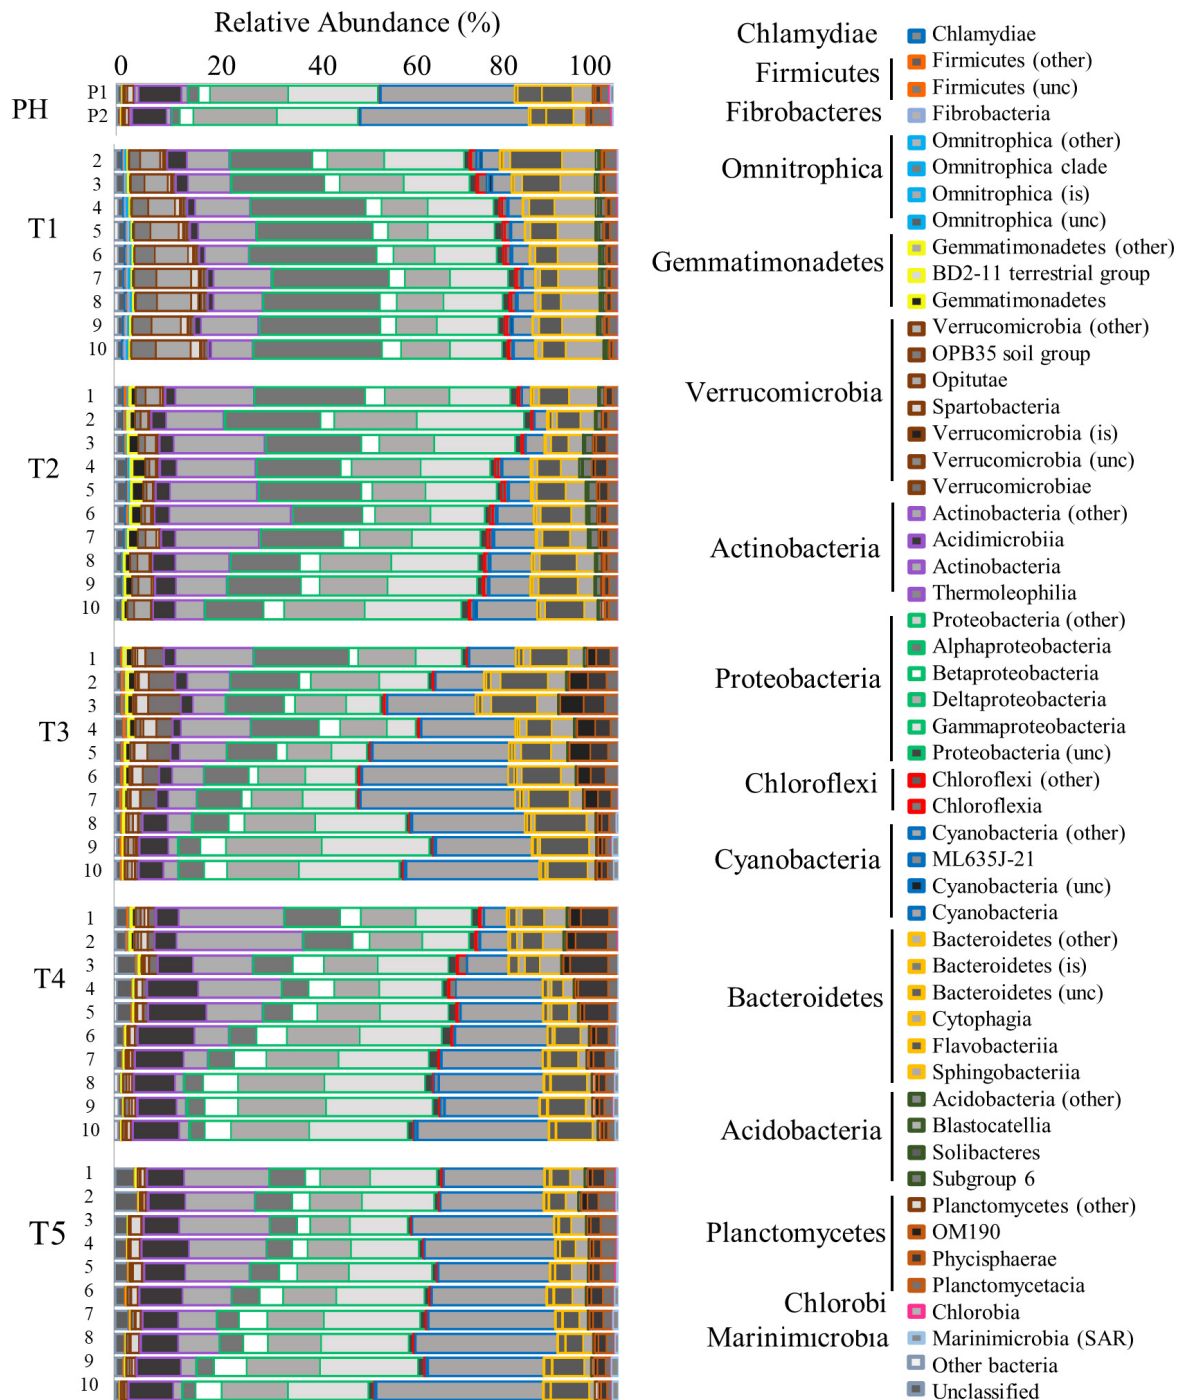 Relative Abundance (%)
0 20 40 60 80 100
PH
P1
P2
T1
2
3
4
5
6
7
8
9
10
T2
1
2
3
4
5
6
7
8
9
10
T3
1
2
3
4
5
6
7
8
9
10
T4
1
2
3
4
5
6
7
8
9
10
T5
1
2
3
4
5
6
7
8
9
10
Chlamydiae
Firmicutes
Fibrobacteres
Omnitrophica
Gemmatimonadetes
Verrucomicrobia
Actinobacteria
Proteobacteria
Chloroflexi
Cyanobacteria
Bacteroidetes
Acidobacteria
Planctomycetes
Chlorobi
Marinimicrobia
Chlamydiae
Firmicutes (other)
Firmicutes (unc)
Fibrobacteria
Omnitrophica (other)
Omnitrophica clade
Omnitrophica (is)
Omnitrophica (unc)
Gemmatimonadetes (other)
BD2-11 terrestrial group
Gemmatimonadetes
Verrucomicrobia (other)
OPB35 soil group
Opitutae
Spartobacteria
Verrucomicrobia (is)
Verrucomicrobia (unc)
Verrucomicrobiae
Actinobacteria (other)
Acidimicrobiia
Actinobacteria
Thermoleophilia
Proteobacteria (other)
Alphaproteobacteria
Betaproteobacteria
Deltaproteobacteria
Gammaproteobacteria
Proteobacteria (unc)
Chloroflexi (other)
Chloroflexia
Cyanobacteria (other)
ML635J-21
Cyanobacteria (unc)
Cyanobacteria
Bacteroidetes (other)
Bacteroidetes (is)
Bacteroidetes (unc)
Cytophagia
Flavobacteriia
Sphingobacteriia
Acidobacteria (other)
Blastocatellia
Solibacteres
Subgroup 6
Planctomycetes (other)
OM190
Phycisphaerae
Planctomycetacia
Chlorobia
Marinimicrobia (SAR)
Other bacteria
Unclassified